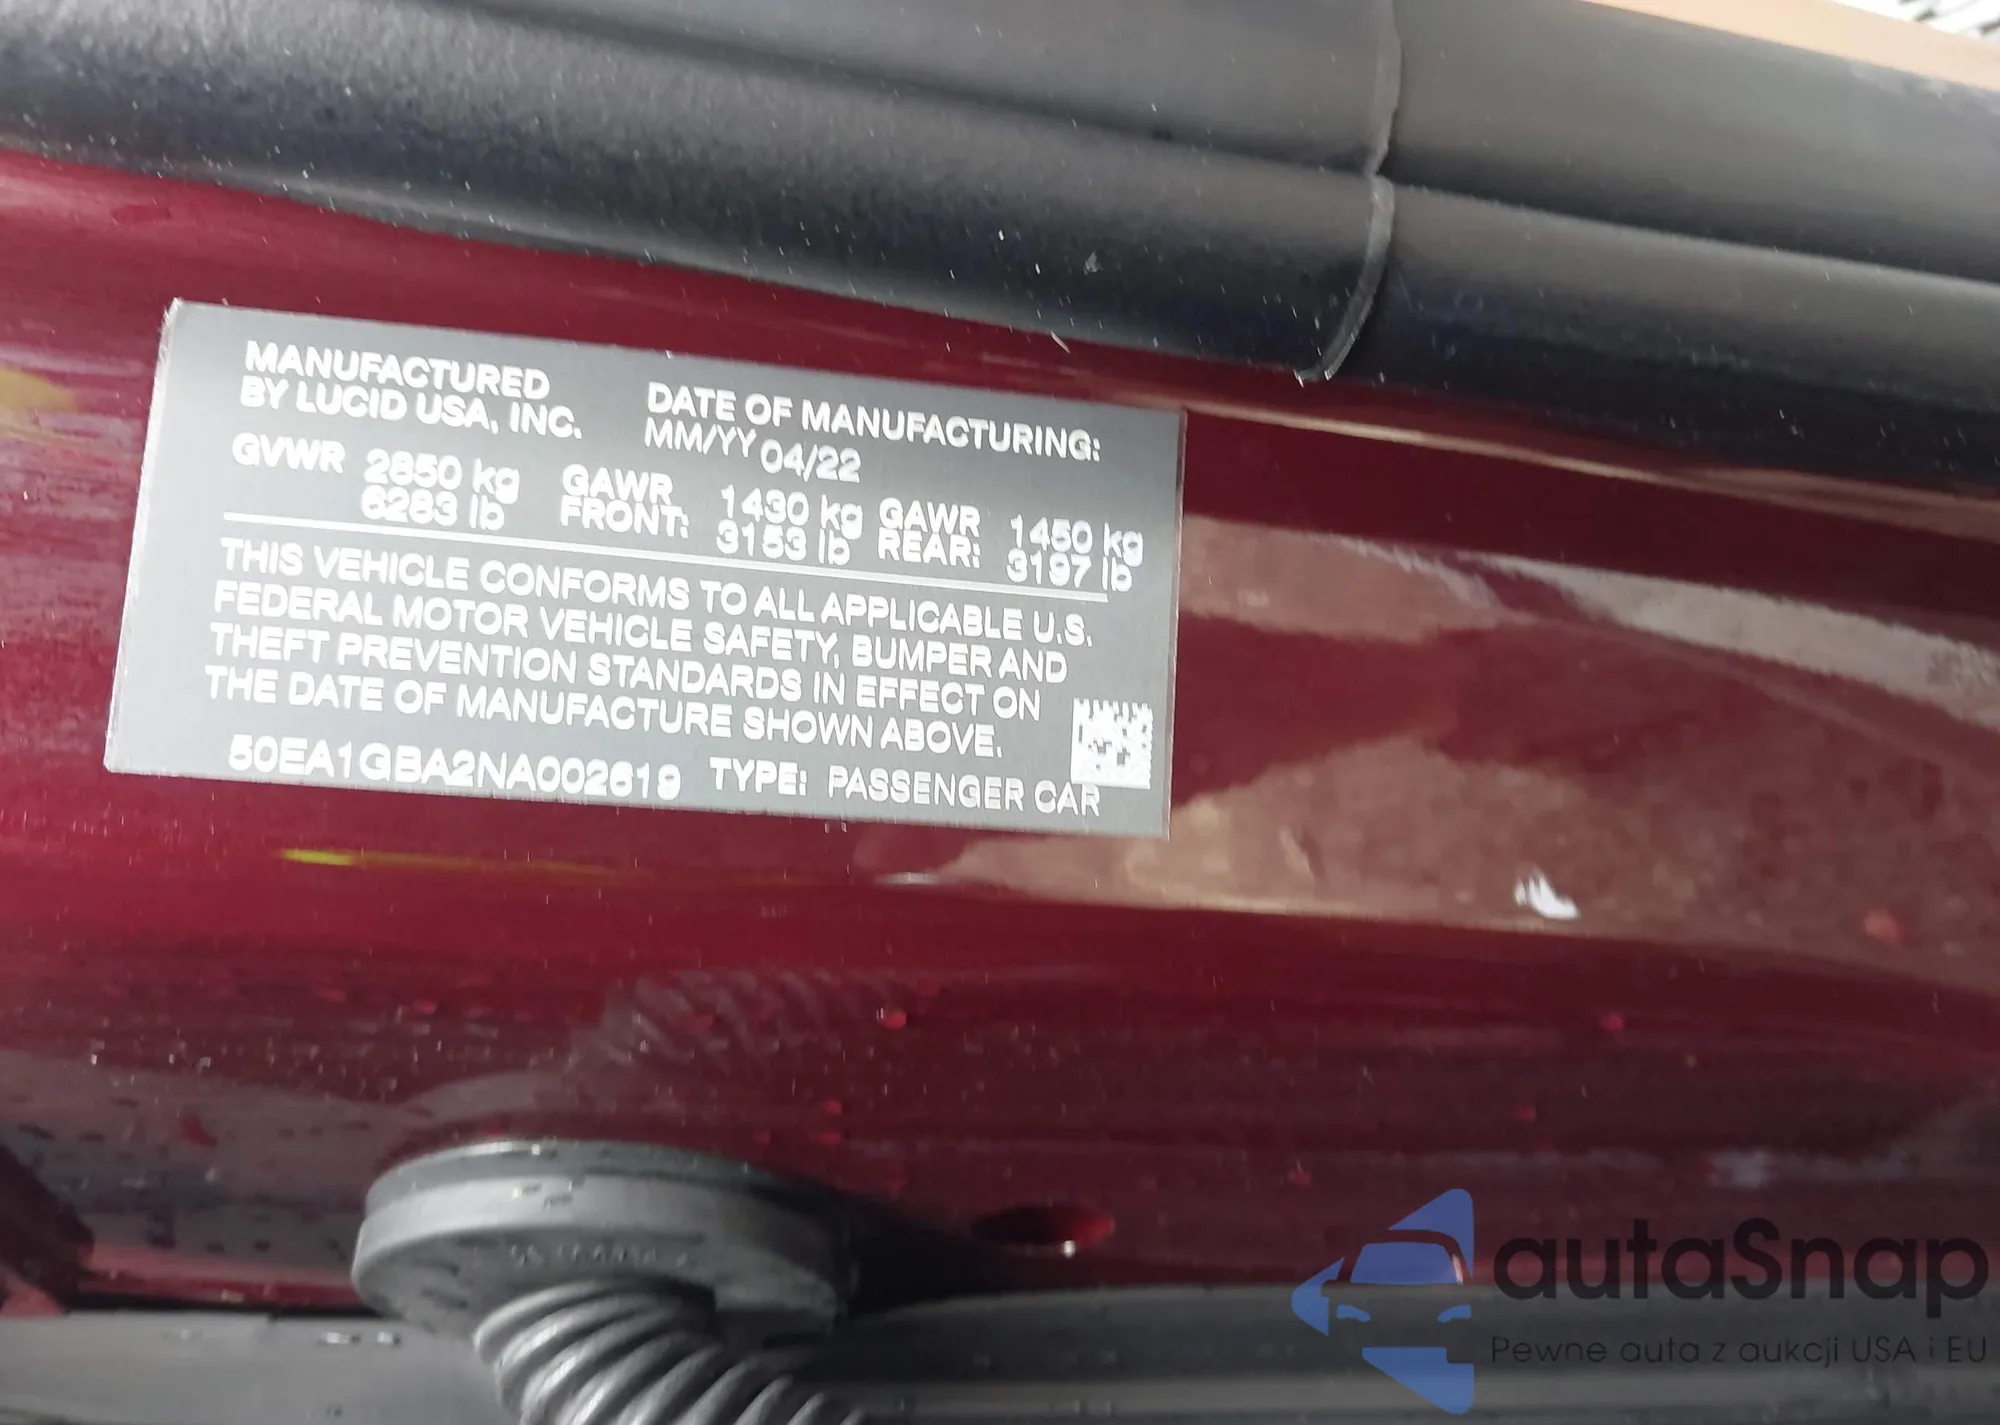 MANUFACTURED
BY LUCID USA, INC.
DATE OF MANUFACTURING:
MM/YY 04/22
GVWR 2850 kg
6283 lb
GAWR
FRONT:
1430 kg
3153 lb
GAWR
REAR:
1450 kg
3197 lb
THIS VEHICLE CONFORMS TO ALL APPLICABLE U.S.
FEDERAL MOTOR VEHICLE SAFETY, BUMPER AND
THEFT PREVENTION STANDARDS IN EFFECT ON
THE DATE OF MANUFACTURE SHOWN ABOVE.
50EA1GBA2NA002619 TYPE: PASSENGER CAR
autaSnap
Pewne auta z aukcji USA i EU